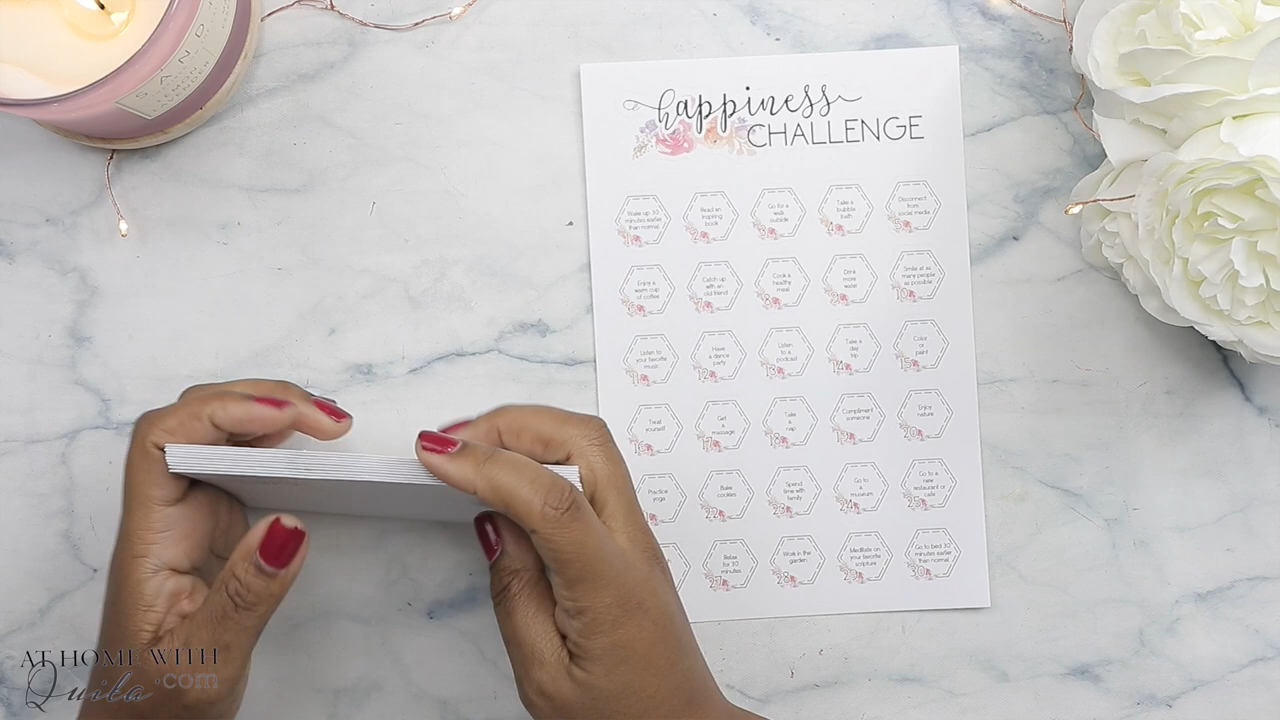 SAND
LEMON
LAVENDER
happiness
CHALLENGE
Wake up 30
minutes earlier
than normal
1
Read an
inspiring
book
2
Go for a
walk
outside
3
Take a
bubble
bath
4
Disconnect
from
social media
5
Enjoy a
warm cup
of coffee
6
Catch up
with an
old friend
7
Cook a
healthy
meal
8
Drink
more
water
9
Smile at as
many people
as possible
10
Listen to
your favorite
music
11
Have
a dance
party
12
Listen
to a
podcast
13
Take a
day
trip
14
Color
or
paint
15
Treat
yourself
16
Get
a
massage
17
Take
a
nap
18
Compliment
someone
19
Enjoy
nature
20
Practice
yoga
Bake
cookies
22
Spend
time with
family
23
Go to
a
museum
24
Go to a
new
restaurant or
cafe
25
Relax
for 30
minutes
27
Work in the
garden
28
Meditate on
your favorite
scripture
29
Go to bed 30
minutes earlier
than normal
30
AT HOME WITH
Quita.com